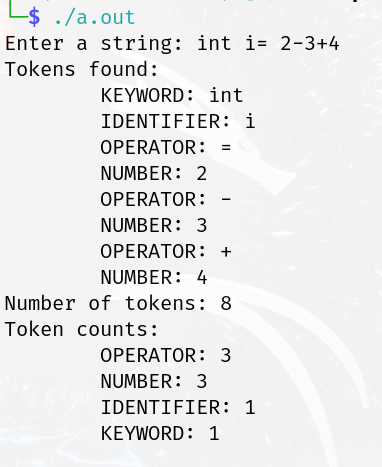 $ ./a.out
Enter a string: int i= 2-3+4
Tokens found:
KEYWORD: int
IDENTIFIER: i
OPERATOR: =
NUMBER: 2
OPERATOR: -
NUMBER: 3
OPERATOR: +
NUMBER: 4
Number of tokens: 8
Token counts:
OPERATOR: 3
NUMBER: 3
IDENTIFIER: 1
KEYWORD: 1